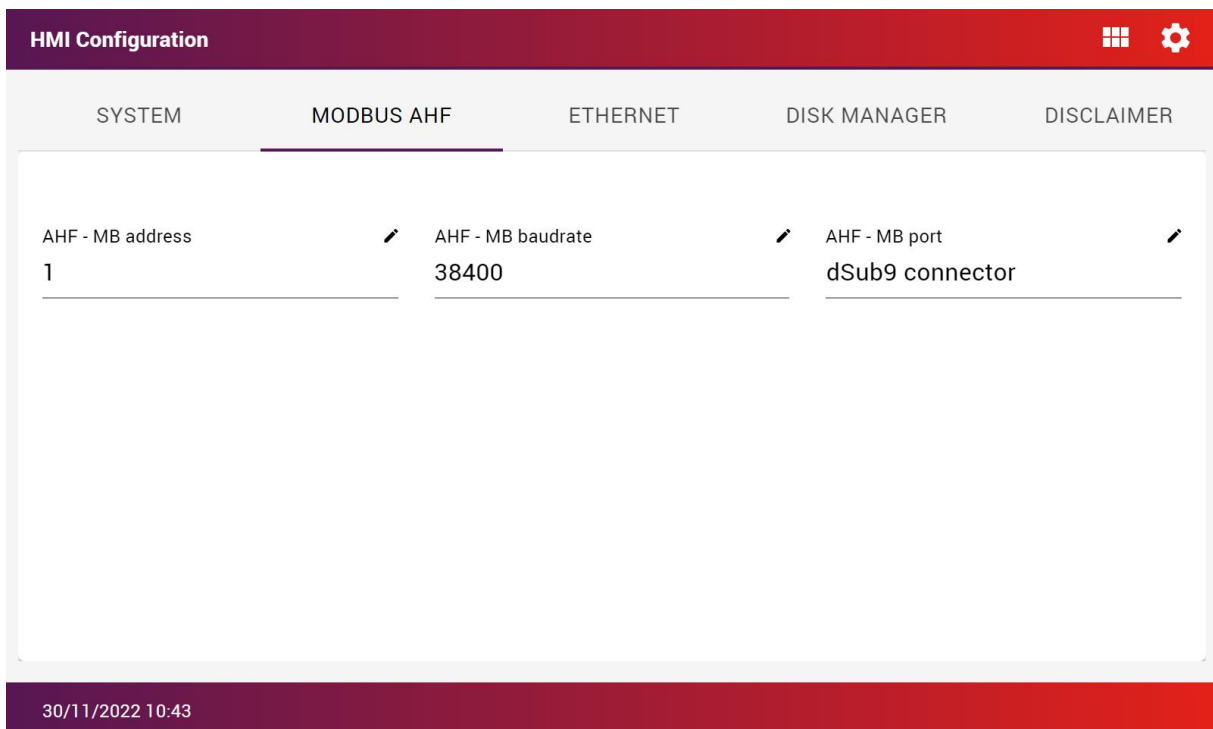 HMI Configuration
SYSTEM MODBUS AHF ETHERNET DISK MANAGER DISCLAIMER
AHF - MB address AHF - MB baudrate AHF - MB port
1 38400 dSub9 connector
30/11/2022 10:43